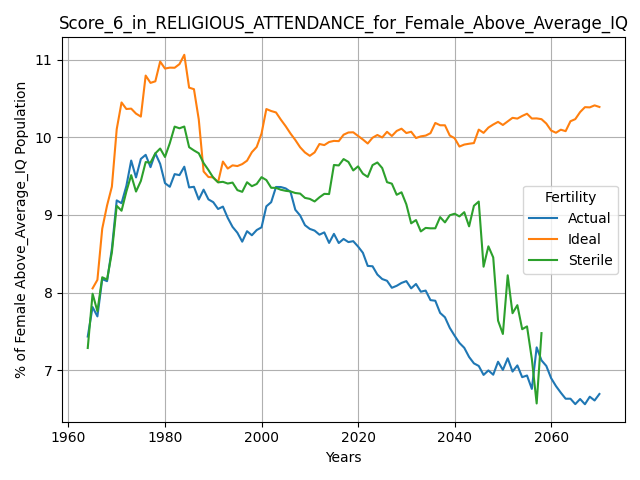 Score_6_in_RELIGIOUS_ATTENDANCE_for_Female_Above_Average_IQ
% of Female Above_Average_IQ Population
11
10
9
8
7
Fertility
Actual
Ideal
Sterile
1960
1980
2000
2020
2040
2060
Years